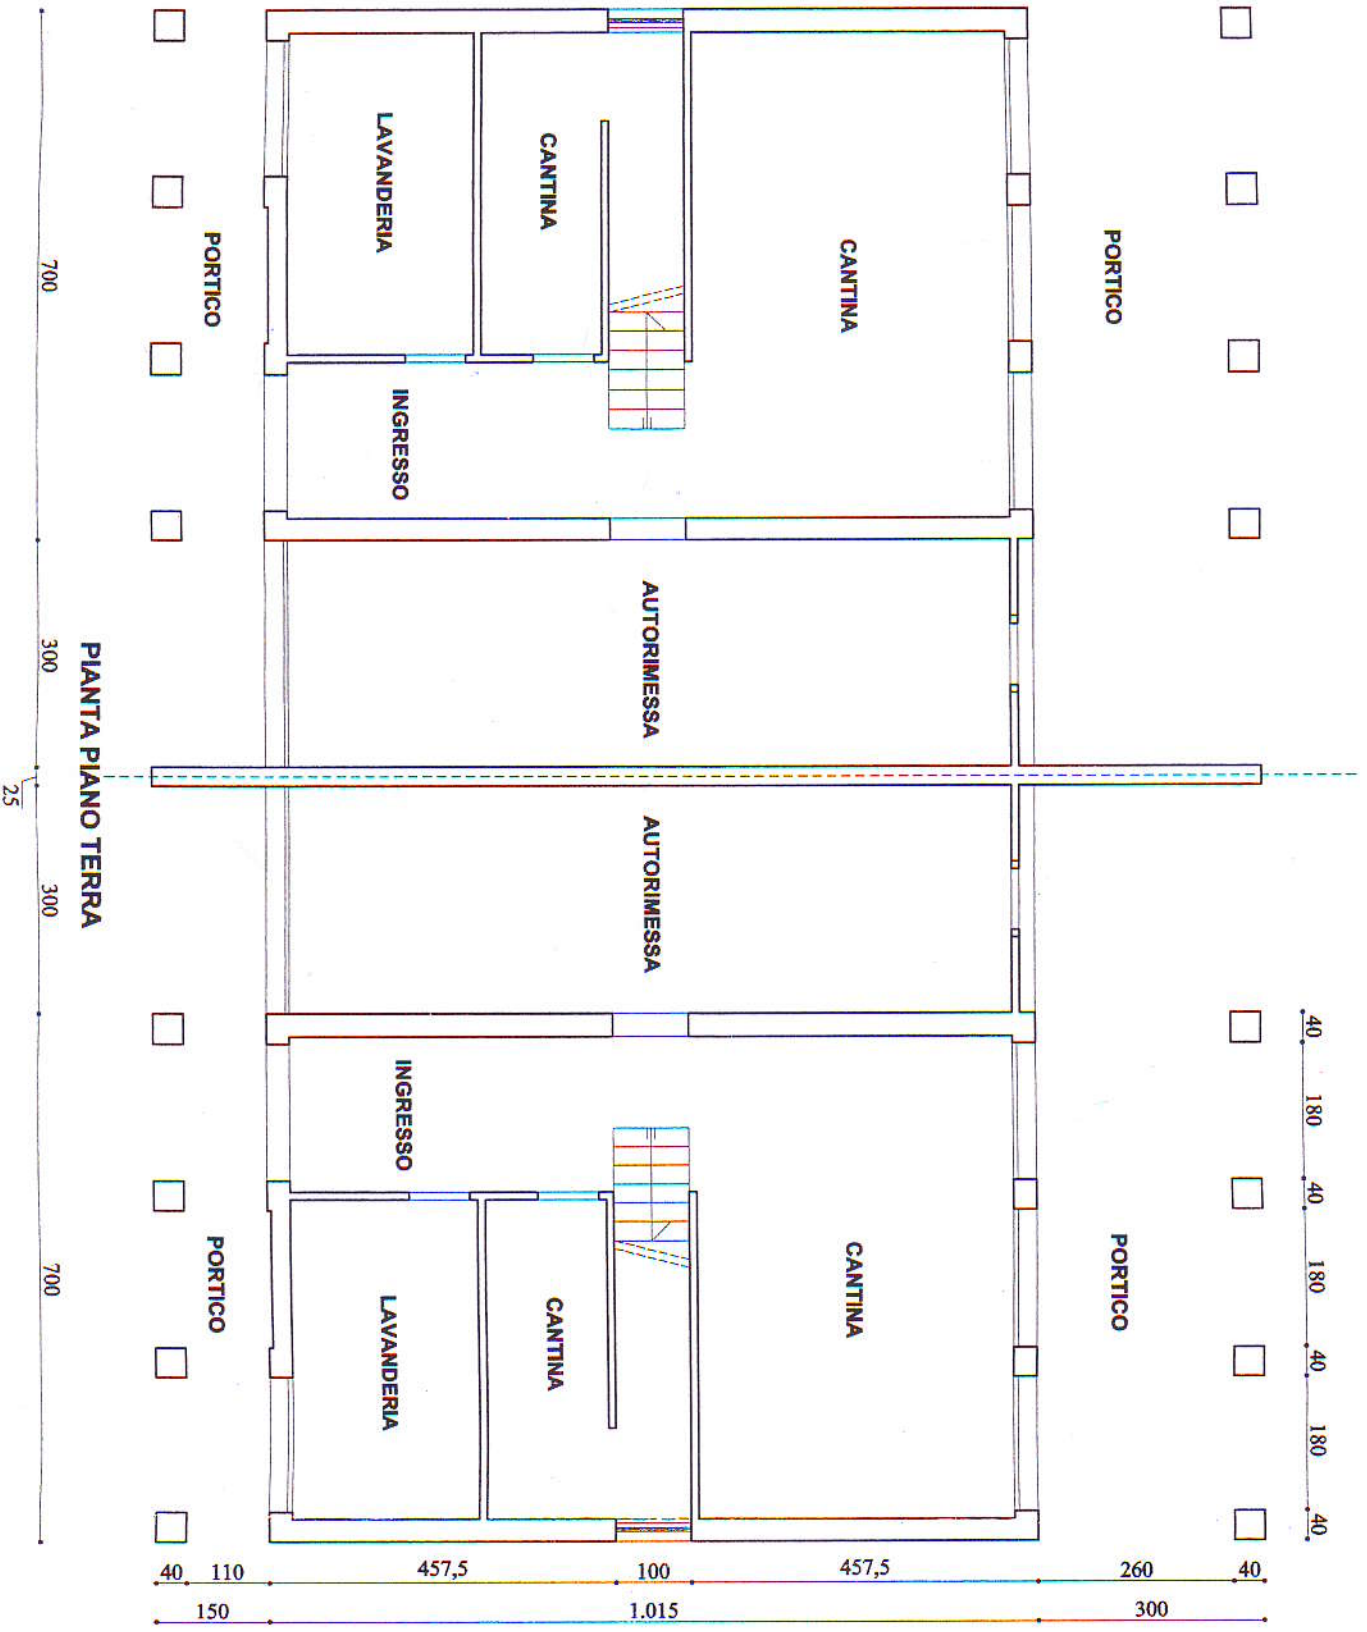 PORTICO
PORTICO
CANTINA
CANTINA
CANTINA
CANTINA
LAVANDERIA
LAVANDERIA
INGRESSO
INGRESSO
AUTORIMESSA
AUTORIMESSA
PORTICO
PORTICO
PIANTA PIANO TERRA
700
300
25
300
700
40
180
40
180
40
180
40
40 110 457,5 100 457,5 260 40
150 1.015 300